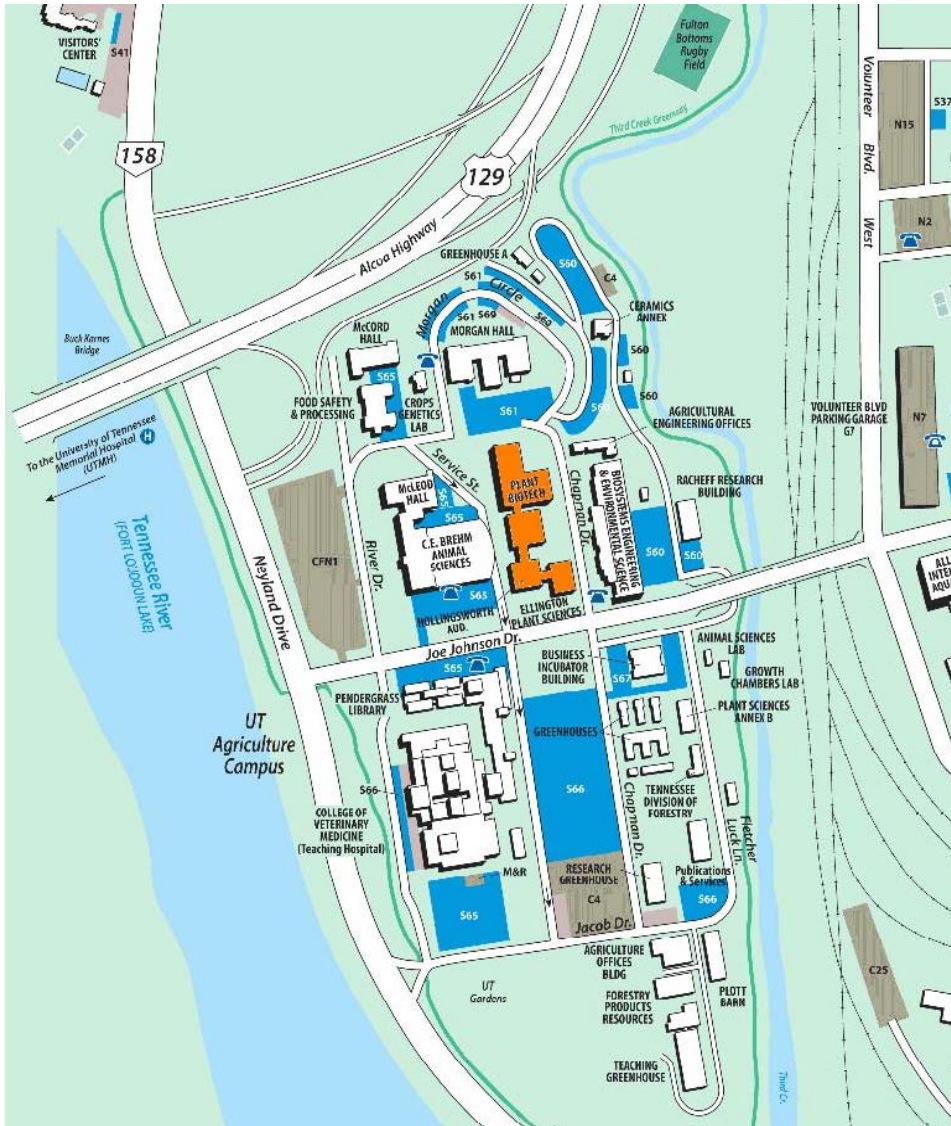 VISITORS'
CENTER
S41
158
129
Fulton
Bottoms
Rugby
Field
Third Creek Greenway
Volunteer Blvd.
West
N15
S37
N2
Alcoa Highway
GREENHOUSE A
S60
C4
S61
Circle
Morgan
S61
S69
S69
CERAMICS
ANNEX
Buck Karnes
Bridge
McCORD
HALL
MORGAN HALL
S65
S60
S60
S60
FOOD SAFETY
& PROCESSING
CROPS
GENETICS
LAB
S61
AGRICULTURAL
ENGINEERING OFFICES
VOLUNTEER BLVD
PARKING GARAGE
G7
N7
To the University of Tennessee
Memorial Hospital H
(UTMH)
Service St.
McLEOD
HALL
S65
S65
PLANT
BIOTECH
Chapman Dr.
BIOSYSTEMS ENGINEERING
& ENVIRONMENTAL SCIENCE
RACHEFF RESEARCH
BUILDING
S60
S60
Tennessee River
(FORT LOUDOUN LAKE)
Neyland Drive
CFN1
River Dr.
C.E. BREHM
ANIMAL
SCIENCES
S65
HOLLINGSWORTH
AUD.
ELLINGTON
PLANT SCIENCES
Joe Johnson Dr.
S65
BUSINESS
INCUBATOR
BUILDING
S67
ANIMAL SCIENCES
LAB
GROWTH
CHAMBERS LAB
PENDERGRASS
LIBRARY
PLANT SCIENCES
ANNEX B
GREENHOUSES
UT
Agriculture
Campus
S66
S66
TENNESSEE
DIVISION OF
FORESTRY
Chapman Dr.
Fletcher
Luck Ln.
COLLEGE OF
VETERINARY
MEDICINE
(Teaching Hospital)
M&R
RESEARCH
GREENHOUSE
C4
Publications
& Services
S66
S65
Jacob Dr.
AGRICULTURE
OFFICES
BLDG
UT
Gardens
FORESTRY
PRODUCTS
RESOURCES
PLOTT
BARN
C25
TEACHING
GREENHOUSE
Third Cr.